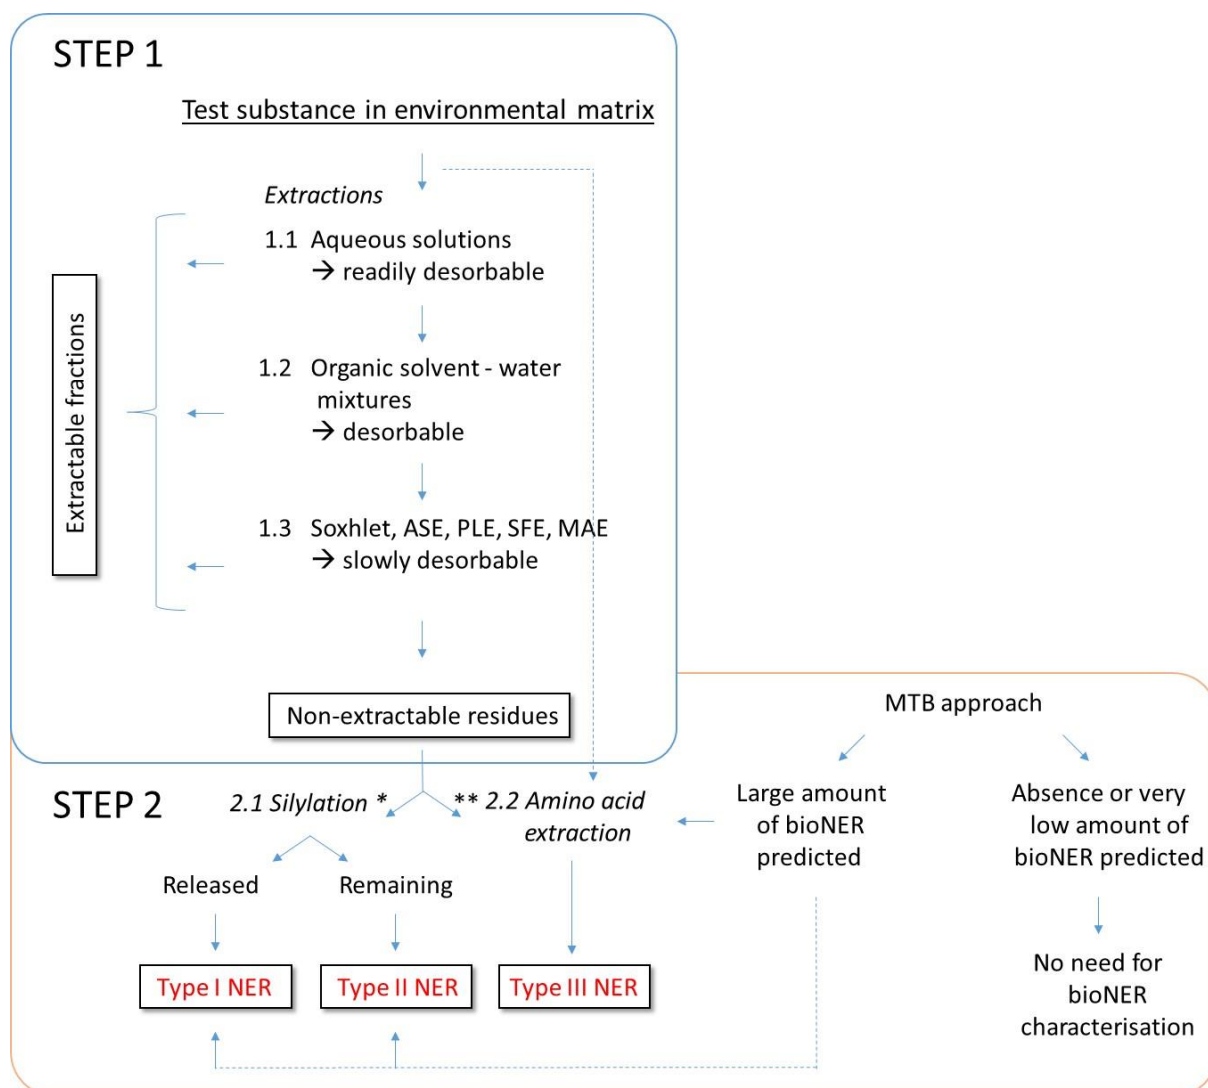 STEP 1
Test substance in environmental matrix
Extractions
1.1 Aqueous solutions
→ readily desorbable
1.2 Organic solvent - water
mixtures
→ desorbable
1.3 Soxhlet, ASE, PLE, SFE, MAE
→ slowly desorbable
Extractable fractions
Non-extractable residues
STEP 2
2.1 Silylation *
** 2.2 Amino acid
extraction
Released
Remaining
Type I NER
Type II NER
Type III NER
MTB approach
Large amount
of bioNER
predicted
Absence or very
low amount of
bioNER predicted
No need for
bioNER
characterisation